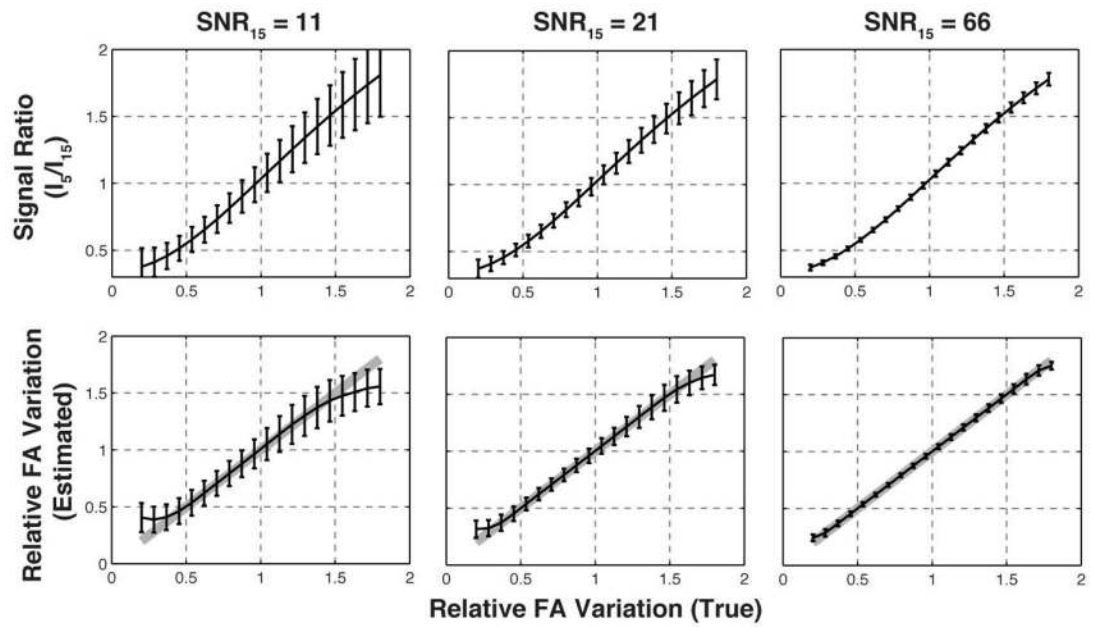 SNR15 = 11
SNR15 = 21
SNR15 = 66
Signal Ratio
(I5/I15)
2
1.5
1
0.5
0 0.5 1 1.5 2
0 0.5 1 1.5 2
0 0.5 1 1.5 2
Relative FA Variation
(Estimated)
2
1.5
1
0.5
0
0 0.5 1 1.5 2
0 0.5 1 1.5 2
0 0.5 1 1.5 2
Relative FA Variation (True)